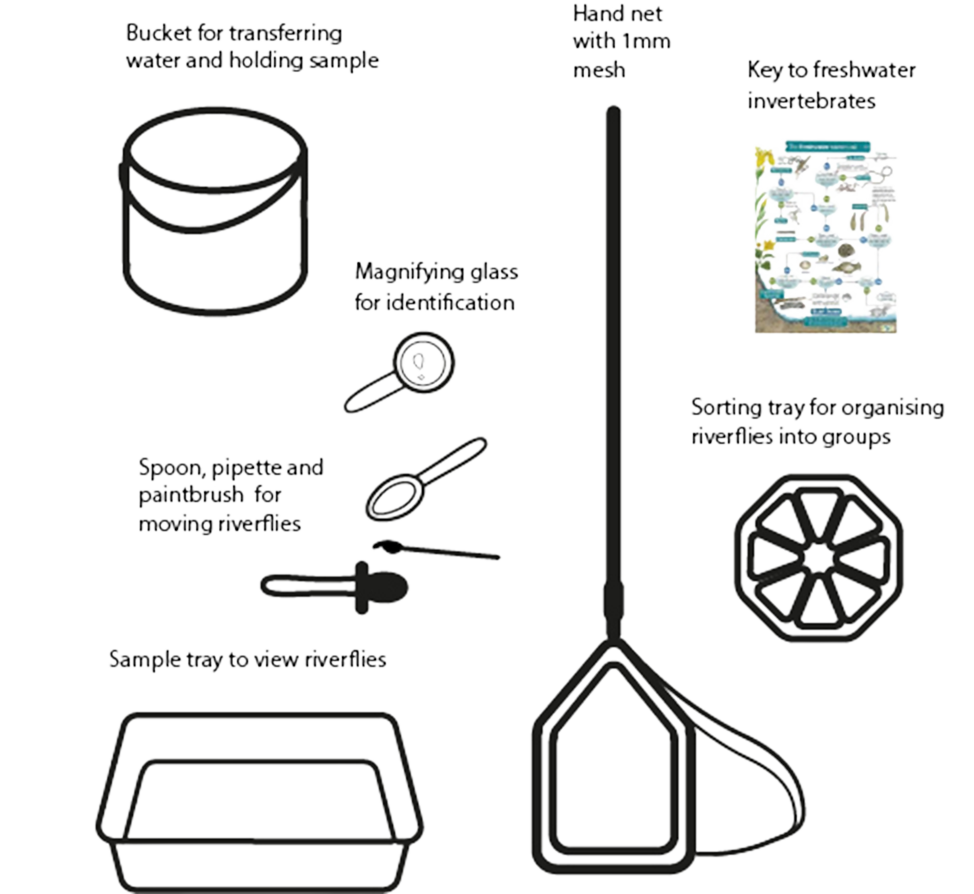 Bucket for transferring
water and holding sample
Hand net
with 1mm
mesh
Key to freshwater
invertebrates
Magnifying glass
for identification
Sorting tray for organising
riverflies into groups
Spoon, pipette and
paintbrush for
moving riverflies
Sample tray to view riverflies